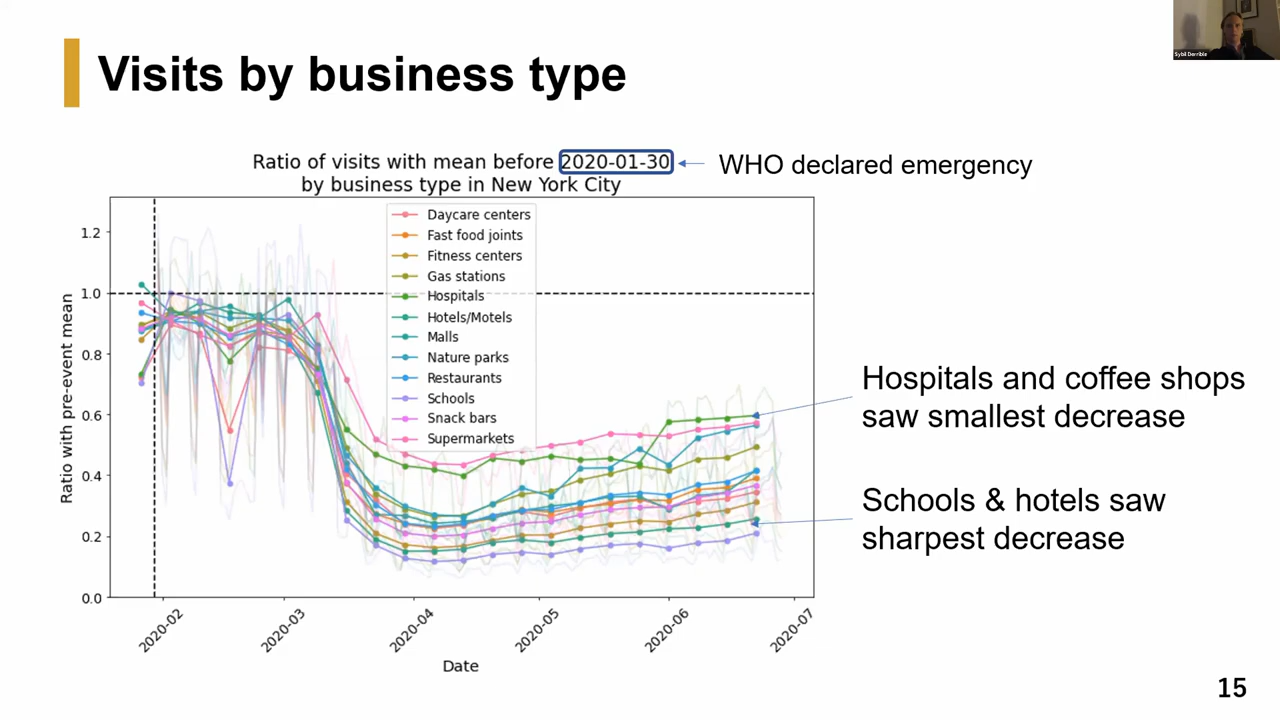 Sybil Derrible
Visits by business type
Ratio of visits with mean before 2020-01-30
by business type in New York City
WHO declared emergency
Ratio with pre-event mean
1.2
1.0
0.8
0.6
0.4
0.2
0.0
Daycare centers
Fast food joints
Fitness centers
Gas stations
Hospitals
Hotels/Motels
Malls
Nature parks
Restaurants
Schools
Snack bars
Supermarkets
Hospitals and coffee shops
saw smallest decrease
Schools & hotels saw
sharpest decrease
2020-02
2020-03
2020-04
2020-05
2020-06
2020-07
Date
15